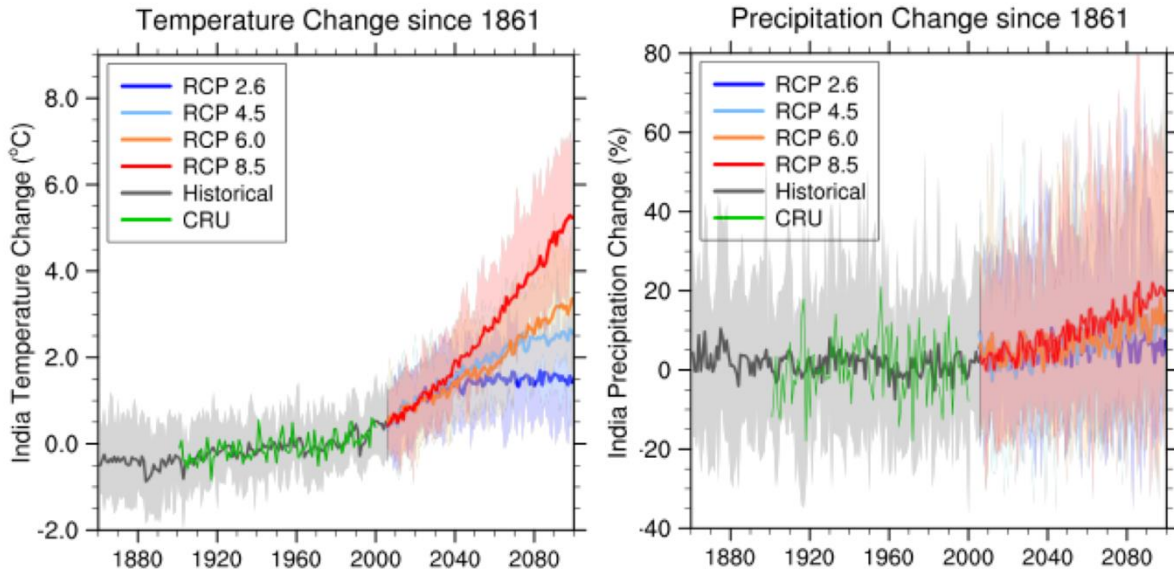 Temperature Change since 1861
India Temperature Change (°C)
8.0
6.0
4.0
2.0
0.0
-2.0
RCP 2.6
RCP 4.5
RCP 6.0
RCP 8.5
Historical
CRU
1880 1920 1960 2000 2040 2080
Precipitation Change since 1861
India Precipitation Change (%)
80
60
40
20
0
-20
-40
RCP 2.6
RCP 4.5
RCP 6.0
RCP 8.5
Historical
CRU
1880 1920 1960 2000 2040 2080